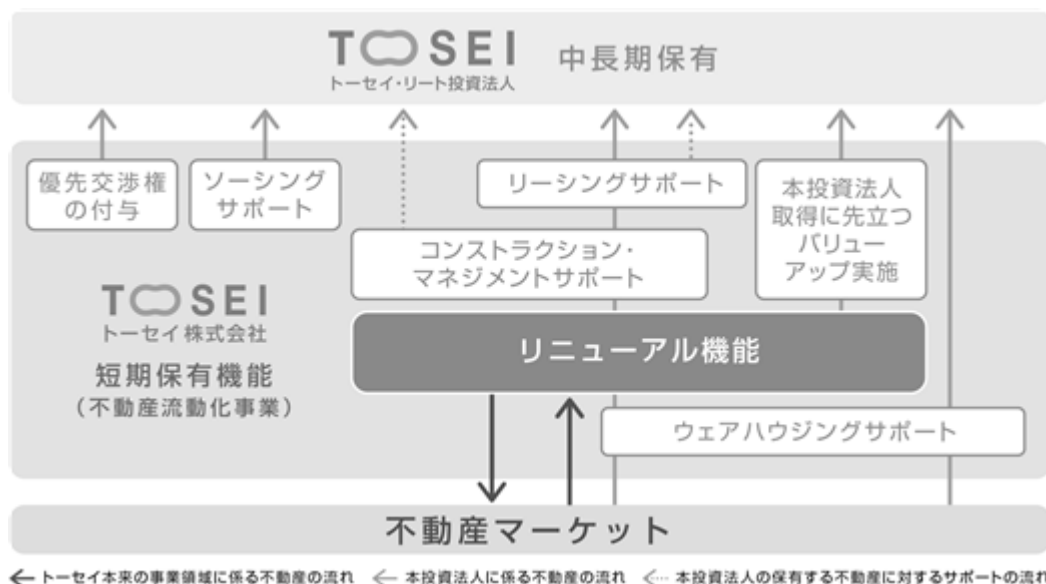 TOSEI 中長期保有
トーセイ・リート投資法人
優先交渉権
の付与
ソーシング
サポート
リーシングサポート
本投資法人
取得に先立つ
バリュー
アップ実施
コンストラクション・
マネジメントサポート
TOSEI
トーセイ株式会社
短期保有機能
(不動産流動化事業)
リニューアル機能
ウェアハウジングサポート
不動産マーケット
← トーセイ本来の事業領域に係る不動産の流れ ← 本投資法人に係る不動産の流れ ←… 本投資法人の保有する不動産に対するサポートの流れ